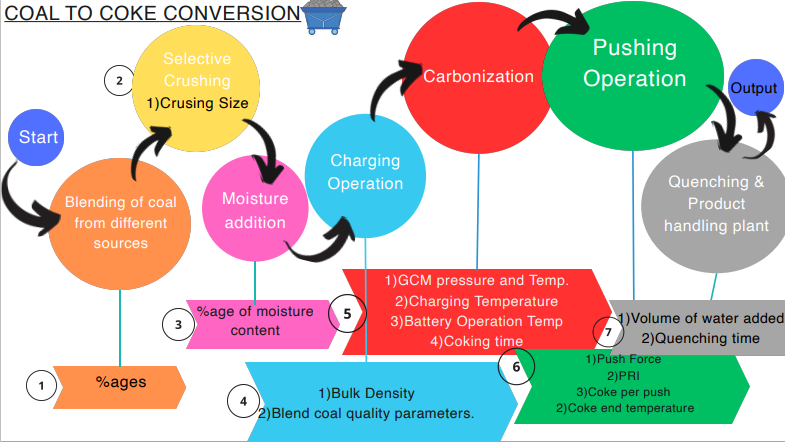 COAL TO COKE CONVERSION
Start
Blending of coal
from different
sources
1
%ages
2
Selective
Crushing
1)Crusing Size
Moisture
addition
3
%age of moisture
content
Charging
Operation
4
1)Bulk Density
2)Blend coal quality parameters.
Carbonization
5
1)GCM pressure and Temp.
2)Charging Temperature
3)Battery Operation Temp
4)Coking time
Pushing
Operation
6
1)Push Force
2)PRI
3)Coke per push
2)Coke end temperature
Quenching &
Product
handling plant
7
1)Volume of water added
2)Quenching time
Output